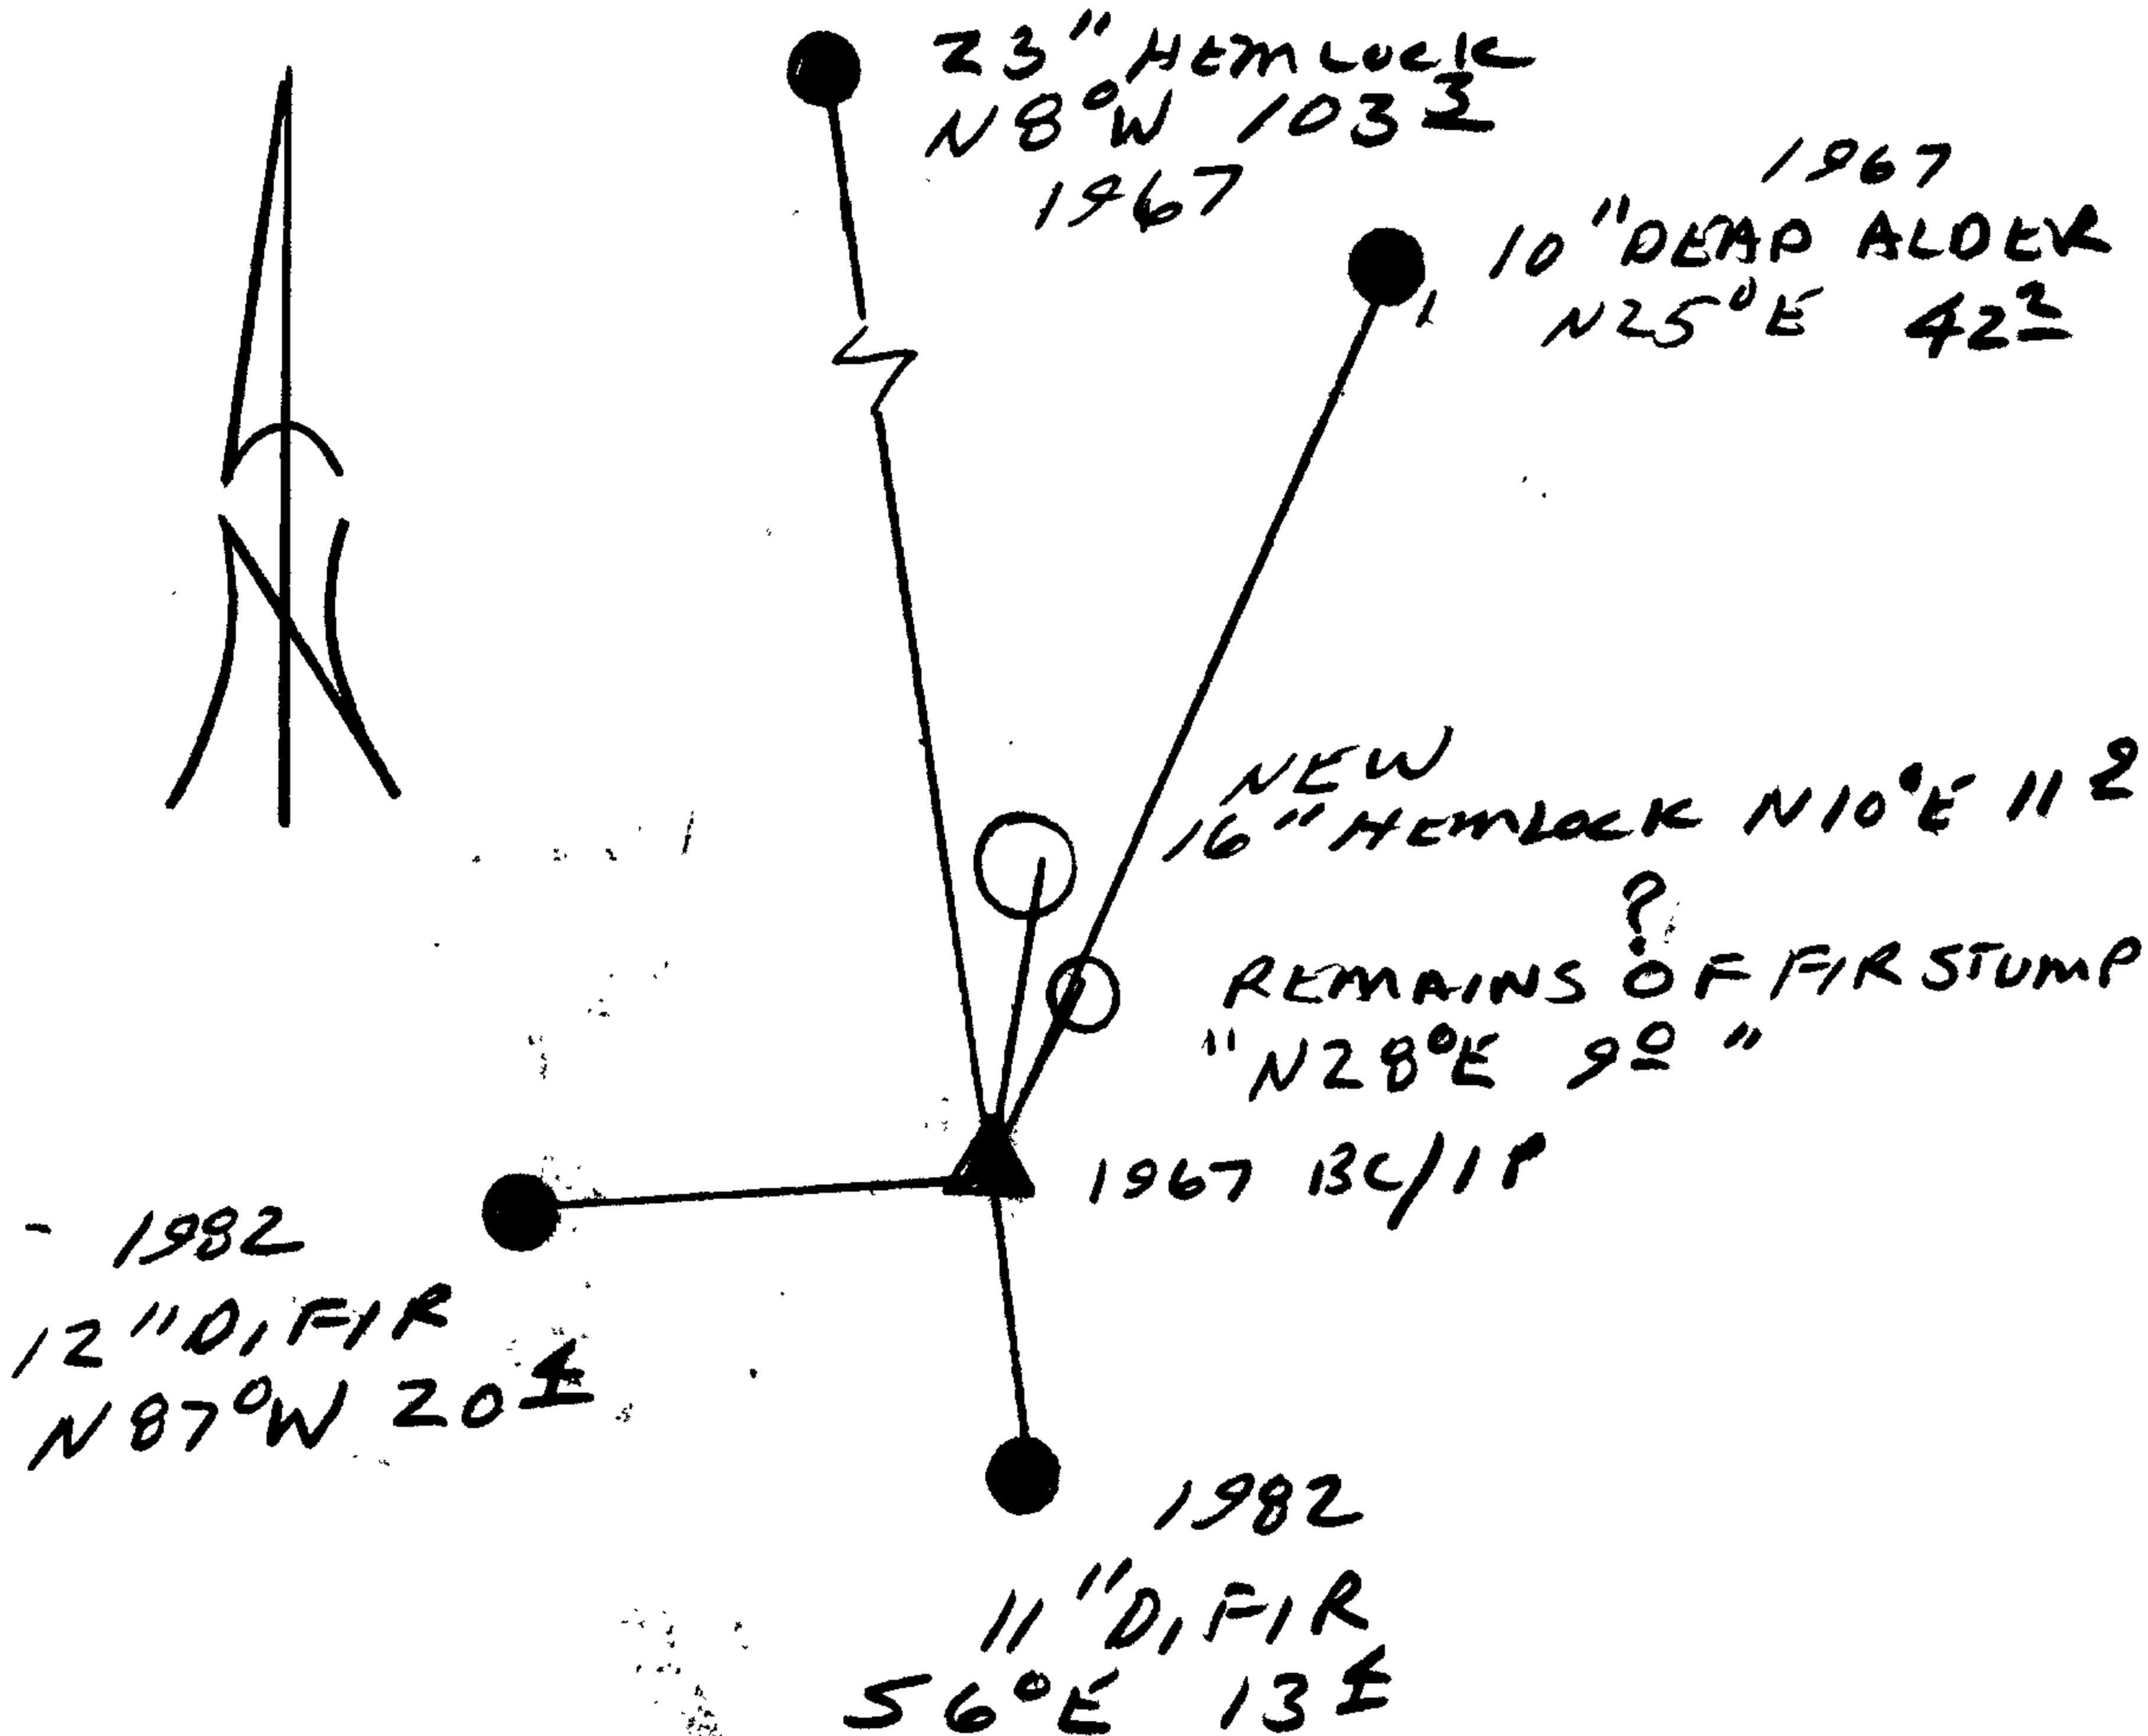 23" HEMLOCK
N8°W 103 3
1967
1967
10" DEAD ALDER
N25°E 42 2
N
NEW
16" HEMLOCK N10°E 11 2
?
REMAINS OF FIR STUMP
"N28°E 9 0"
1967 BC/IP
- 1982
12" D, FIR
N87°W 20
1982
11" D, FIR
S6°E 13